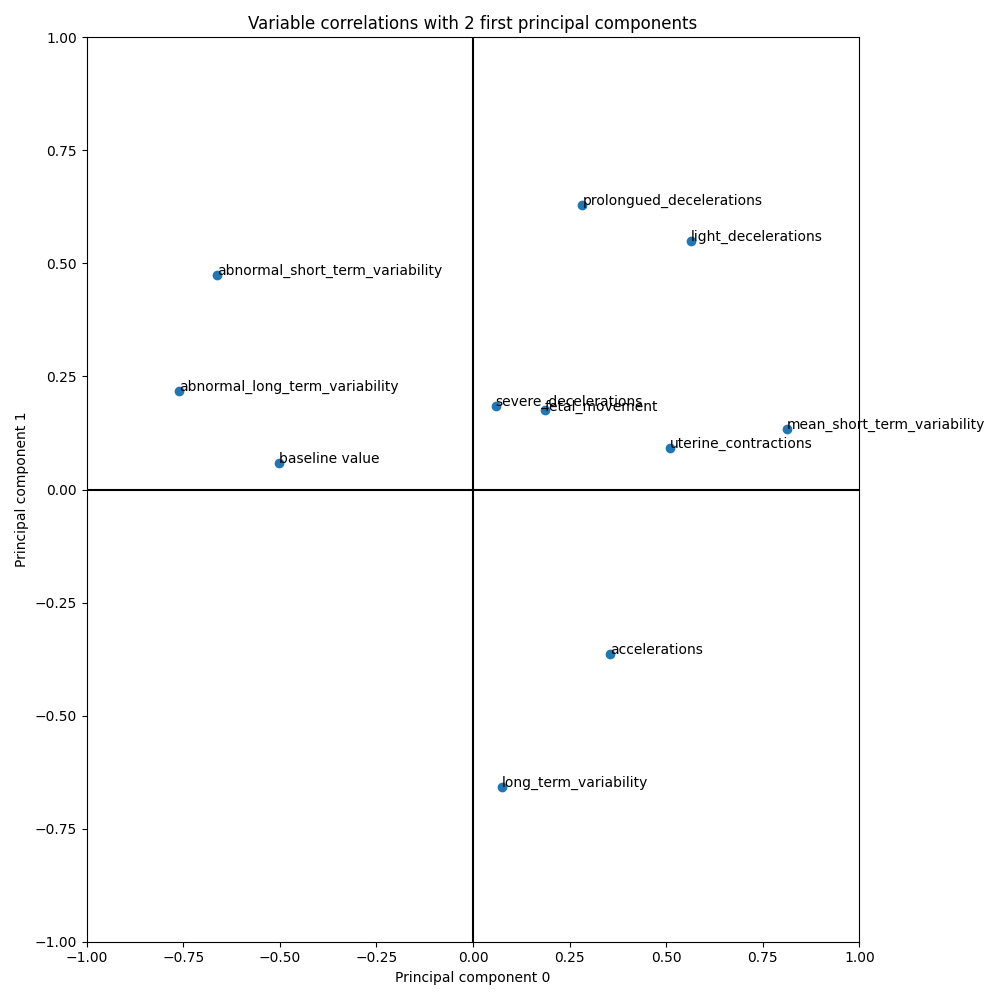 Variable correlations with 2 first principal components
1.00
0.75
prolongued_decelerations
light_decelerations
0.50
abnormal_short_term_variability
0.25
abnormal_long_term_variability
severe_decelerations
fetal_movement
mean_short_term_variability
uterine_contractions
baseline value
0.00
Principal component 1
−0.25
accelerations
−0.50
long_term_variability
−0.75
−1.00
−1.00 −0.75 −0.50 −0.25 0.00 0.25 0.50 0.75 1.00
Principal component 0